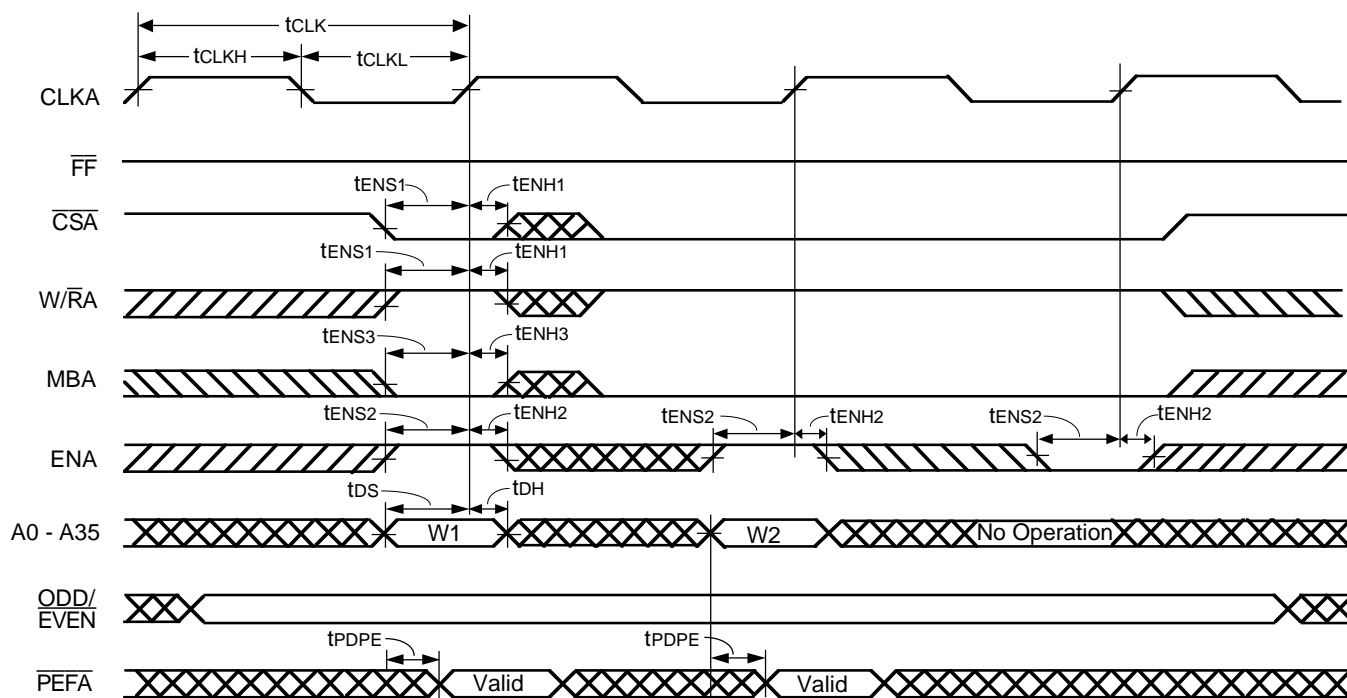 tCLK
tCLKH tCLKL
CLKA
FF
tENS1 tENH1
CSA
tENS1 tENH1
W/RA
tENS3 tENH3
MBA
tENS2 tENH2 tENS2 tENH2 tENS2 tENH2
ENA
tDS tDH
A0 - A35 W1 W2 No Operation
ODD/
EVEN
tPDPE tPDPE
PEFA Valid Valid